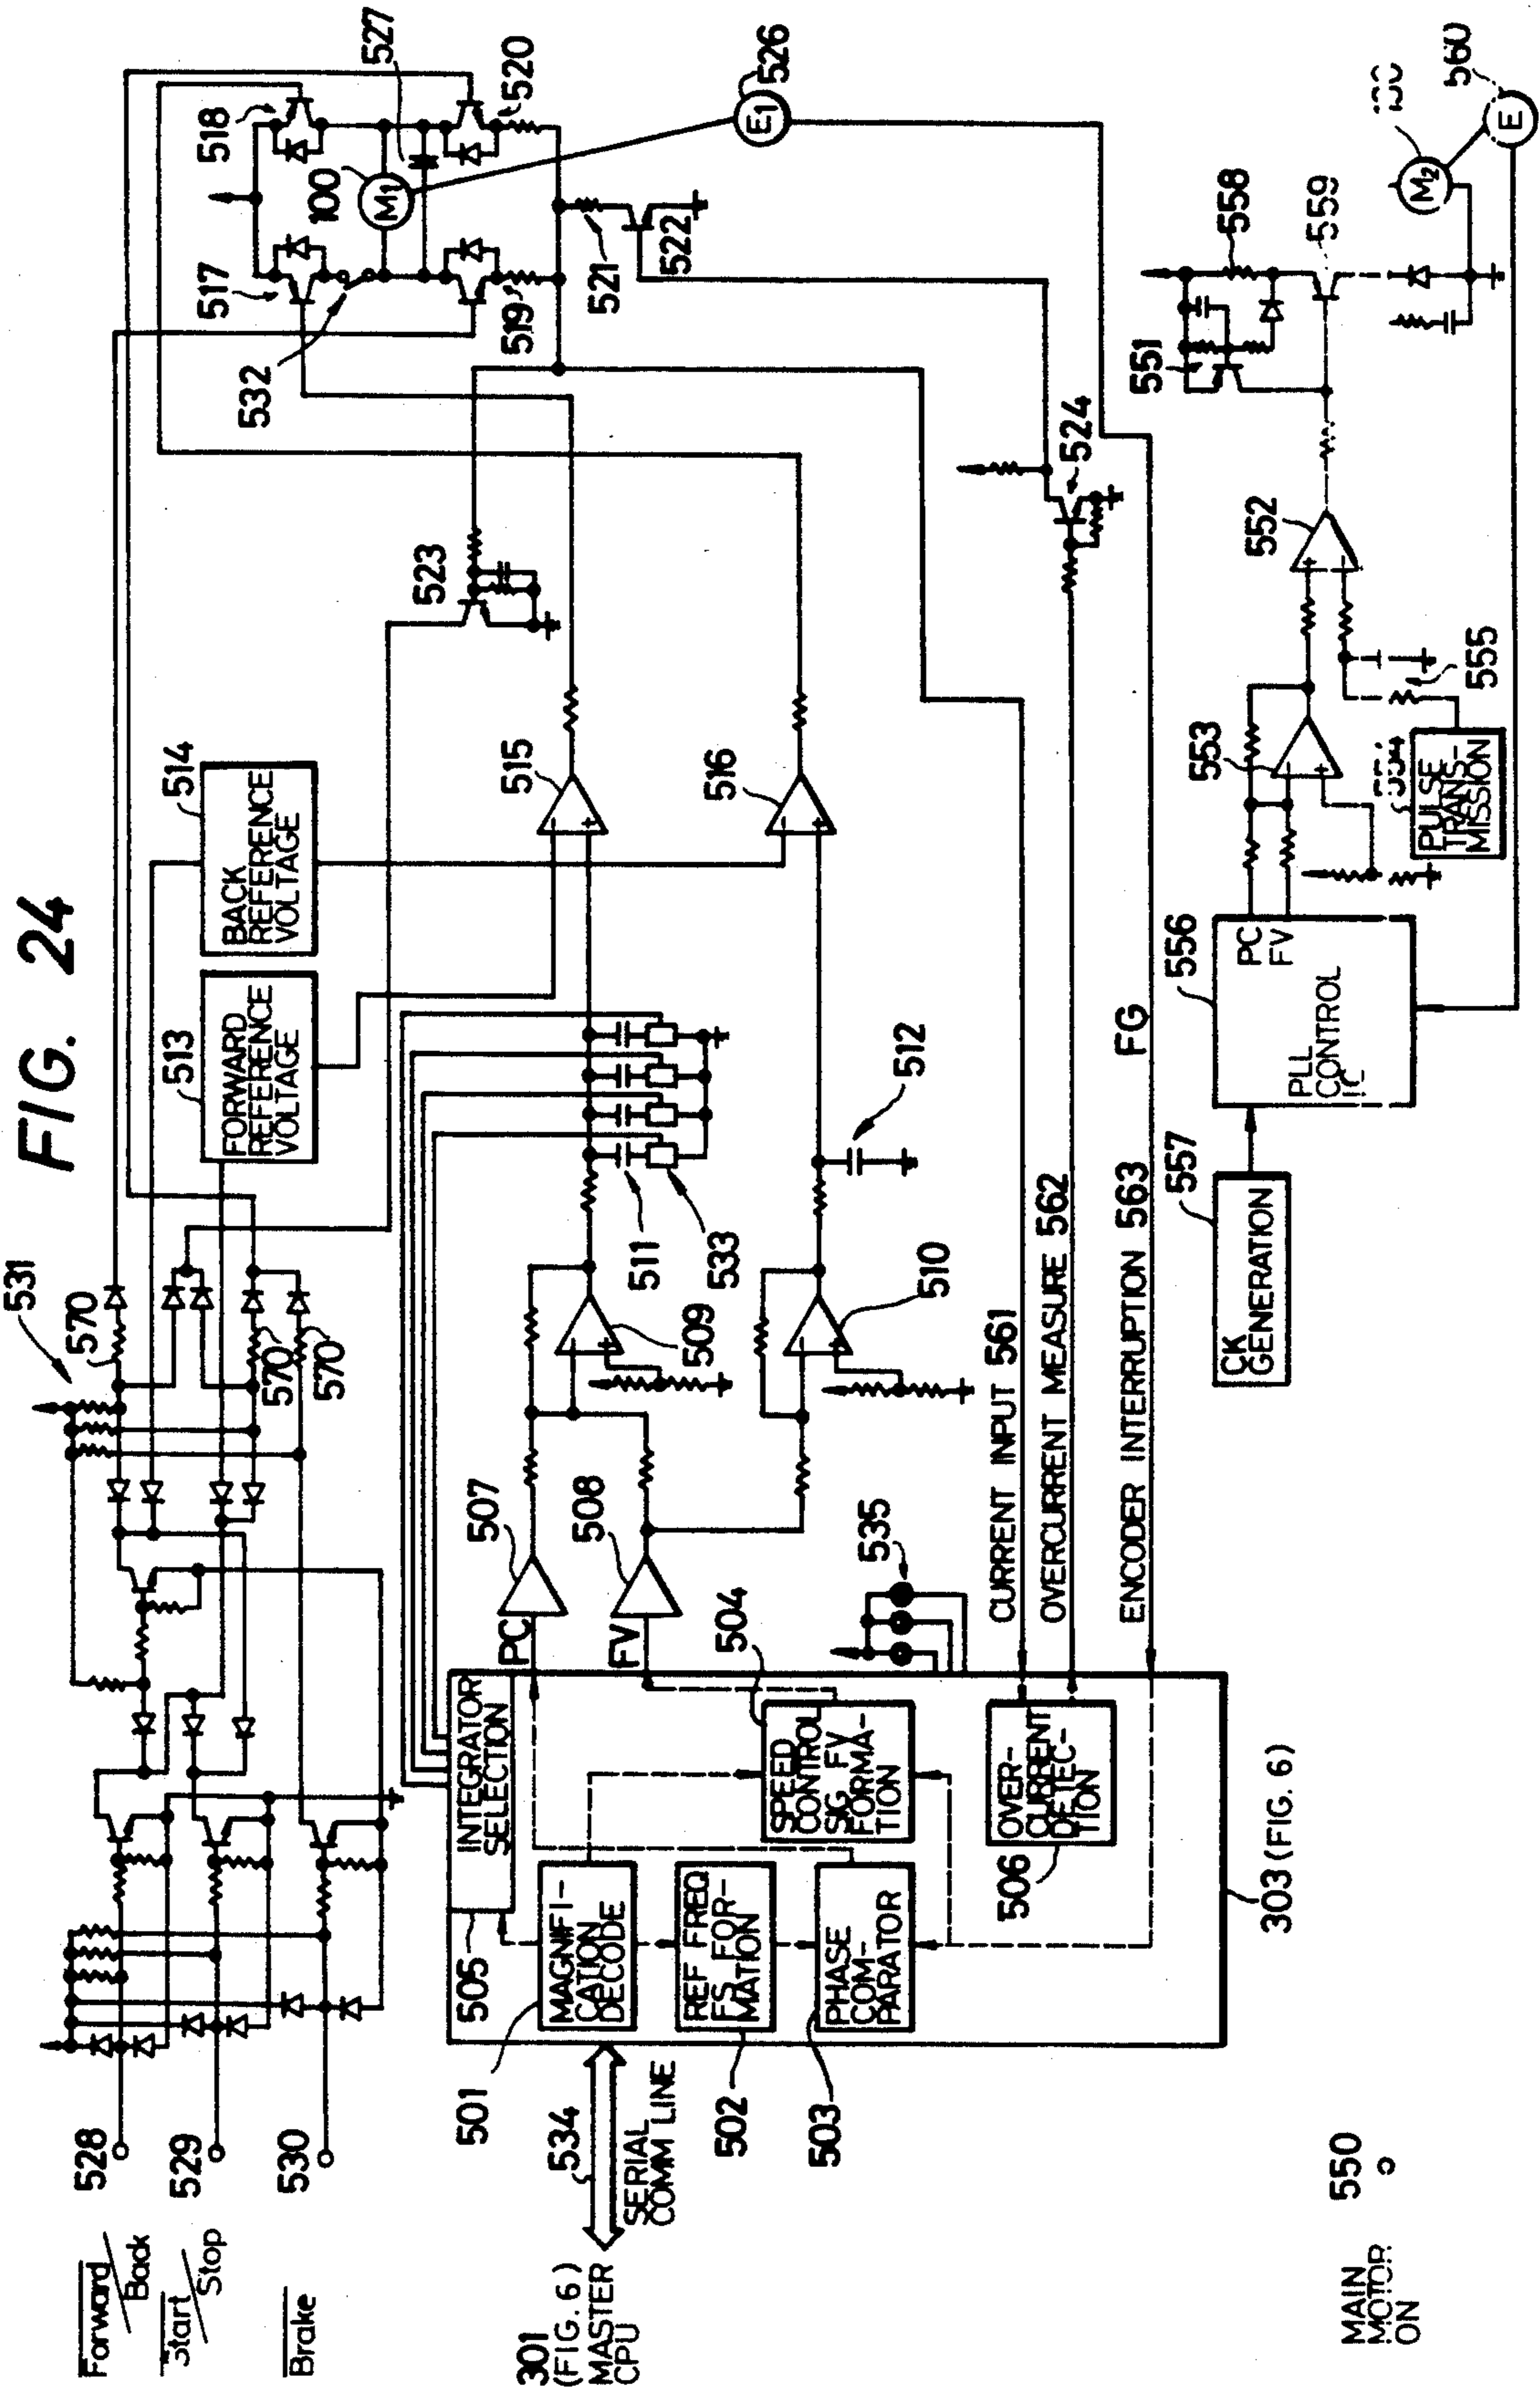 FIG. 24
Forward/
Back
Start/
Stop
Brake
528
529
530
531
570
570
570
513
FORWARD
REFERENCE
VOLTAGE
514
BACK
REFERENCE
VOLTAGE
517
518
532
100
M1
527
519
520
521
522
526
E1
523
524
515
516
507
508
509
510
511
512
533
PC
FV
535
301
(FIG. 6)
MASTER
CPU
534
SERIAL
COMM LINE
505
INTEGRATOR
SELECTION
501
MAGNIFI-
CATION
DECODE
502
REF FREQ
FS FOR-
MATION
503
PHASE
COM-
PARATOR
504
SPEED
CONTROL
SIG FV
FORMA-
TION
506
OVER-
CURRENT
DETEC-
TION
303 (FIG. 6)
CURRENT INPUT 561
OVERCURRENT MEASURE 562
ENCODER INTERRUPTION 563
FG
MAIN
MOTOR
ON
550
557
CK
GENERATION
556
PC
FV
PLL
CONTROL
IC
553
PULSE
TRANS-
MISSION
555
552
551
558
559
M2
560
E